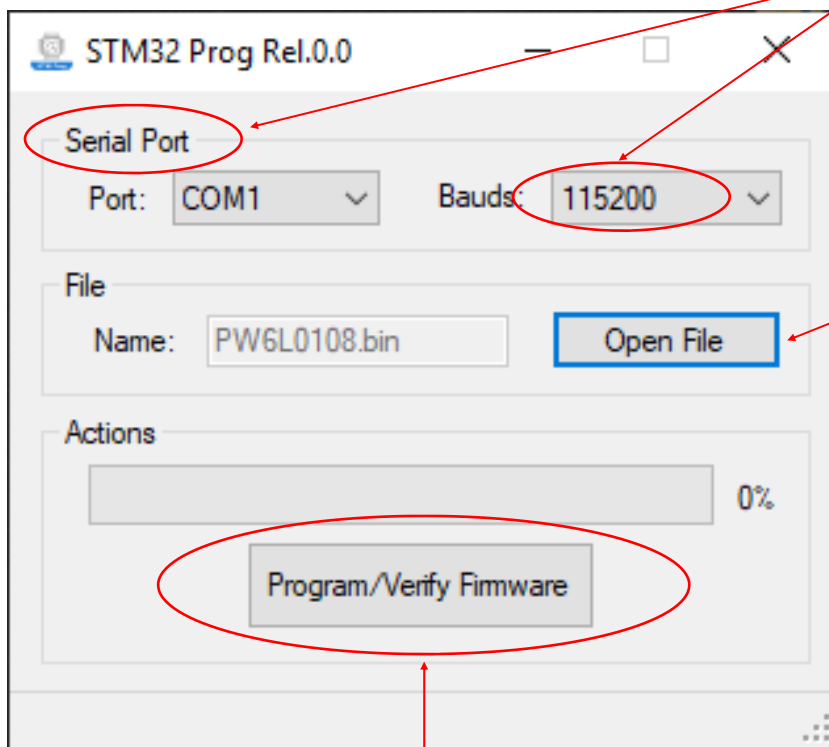 STM32 Prog Rel.0.0
Serial Port
Port: COM1 Bauds: 115200
File
Name: PW6L0108.bin Open File
Actions
0%
Program/Verify Firmware